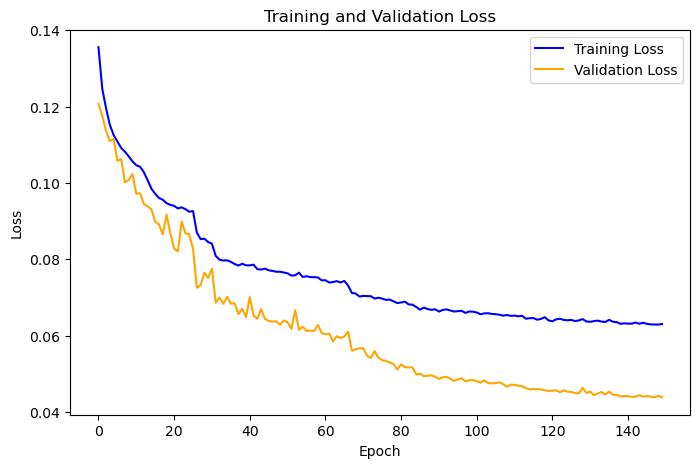 Training and Validation Loss
Training Loss
Validation Loss
0.14
0.12
0.10
0.08
0.06
0.04
Loss
0 20 40 60 80 100 120 140
Epoch